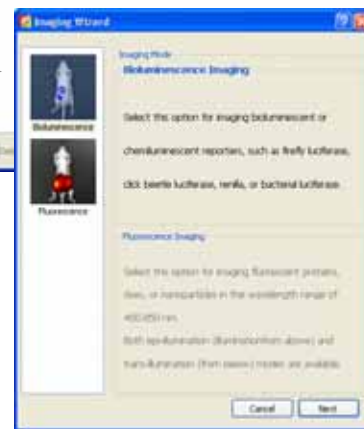 Imaging Wizard
Bioluminescence
Fluorescence
Imaging Mode
Bioluminescence Imaging
Select this option for imaging bioluminescent or
chemiluminescent reporters, such as firefly luciferase,
click beetle luciferase, renilla, or bacterial luciferase
Fluorescence Imaging
Select this option for imaging fluorescent proteins,
dyes, or nanoparticles in the wavelength range of
nm.
Both epi-illumination (illumination from above) and
trans-illumination (from below) modes are available.
Cancel
Next